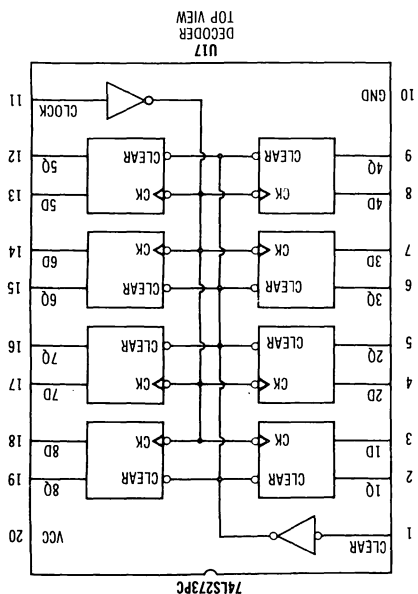 74LS273PC
1 CLEAR VCC 20
2 1Q CLEAR CLEAR 8Q 19
3 1D CK CK 8D 18
4 2D CK CK 7D 17
5 2Q CLEAR CLEAR 7Q 16
6 3Q CLEAR CLEAR 6Q 15
7 3D CK CK 6D 14
8 4D CK CK 5D 13
9 4Q CLEAR CLEAR 5Q 12
10 GND CLOCK 11
U17
DECODER
TOP VIEW